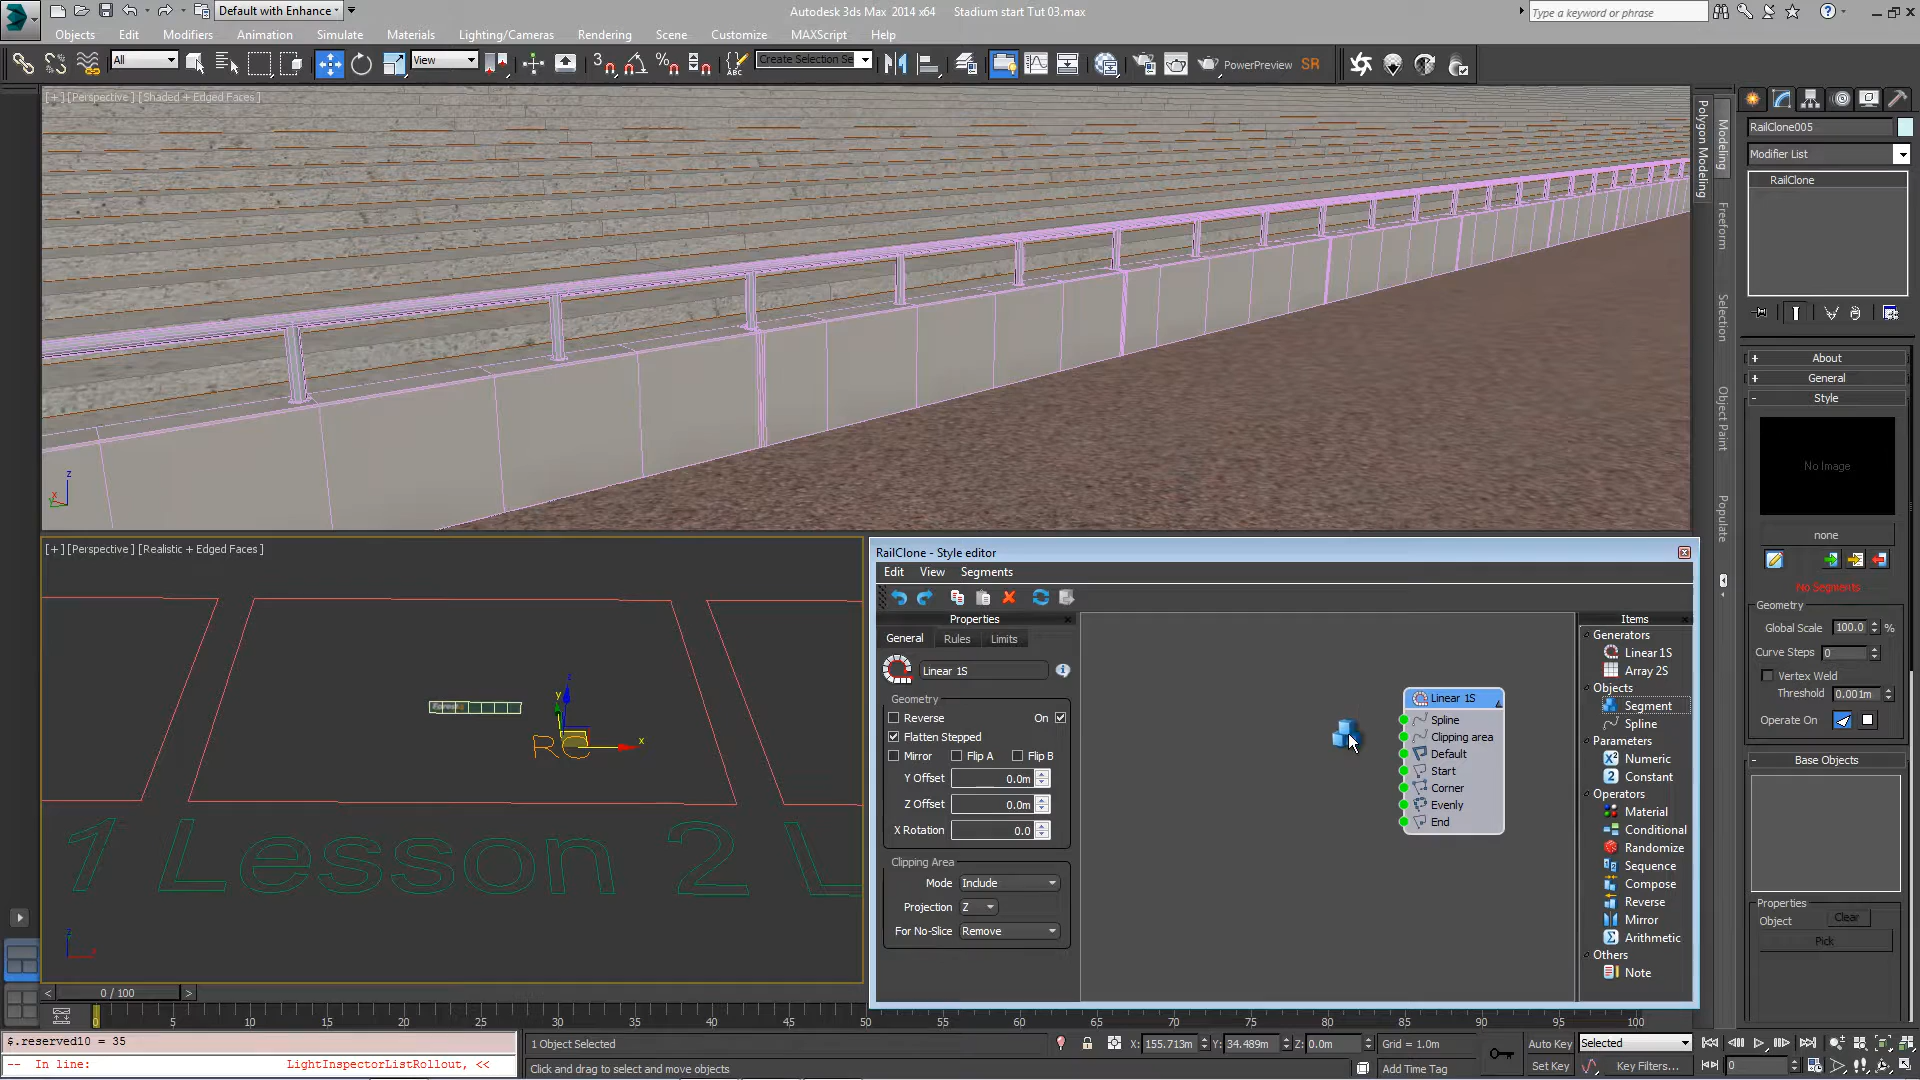 Default with Enhance
Autodesk 3ds Max 2014 x64 Stadium start Tut 03.max
Type a keyword or phrase
Objects Edit Modifiers Animation Simulate Materials Lighting/Cameras Rendering Scene Customize MAXScript Help
All
View
Create Selection Se
PowerPreview
SR
[+] [Perspective ] [Shaded + Edged Faces ]
Modeling
Polygon Modeling
Freeform
Selection
Object Paint
Populate
RailClone005
Modifier List
RailClone
+ About
+ General
- Style
No Image
none
No Segments
Geometry
Global Scale 100.0 %
Curve Steps 0
Vertex Weld
Threshold 0.001m
Operate On
- Base Objects
Properties
Object Clear
Pick
[+] [Perspective ] [Realistic + Edged Faces ]
z
y
x
RC
1 Lesson 2
RailClone - Style editor
Edit View Segments
Properties
General Rules Limits
Linear 1S
Geometry
Reverse On
Flatten Stepped
Mirror Flip A Flip B
Y Offset 0.0m
Z Offset 0.0m
X Rotation 0.0
Clipping Area
Mode Include
Projection Z
For No-Slice Remove
Linear 1S
Spline
Clipping area
Default
Start
Corner
Evenly
End
Items
Generators
Linear 1S
Array 2S
Objects
Segment
Spline
Parameters
Numeric
Constant
Operators
Material
Conditional
Randomize
Sequence
Compose
Reverse
Mirror
Arithmetic
Others
Note
< 0 / 100 >
0 5 10 15 20 25 30 35 40 45 50 55 60 65 70 75 80 85 90 95 100
$.reserved10 = 35
-- In line: LightInspectorListRollout, <<
1 Object Selected
X: 155.713m Y: 34.489m Z: 0.0m Grid = 1.0m
Auto Key Selected
Click and drag to select and move objects
Add Time Tag
Set Key Key Filters...
0